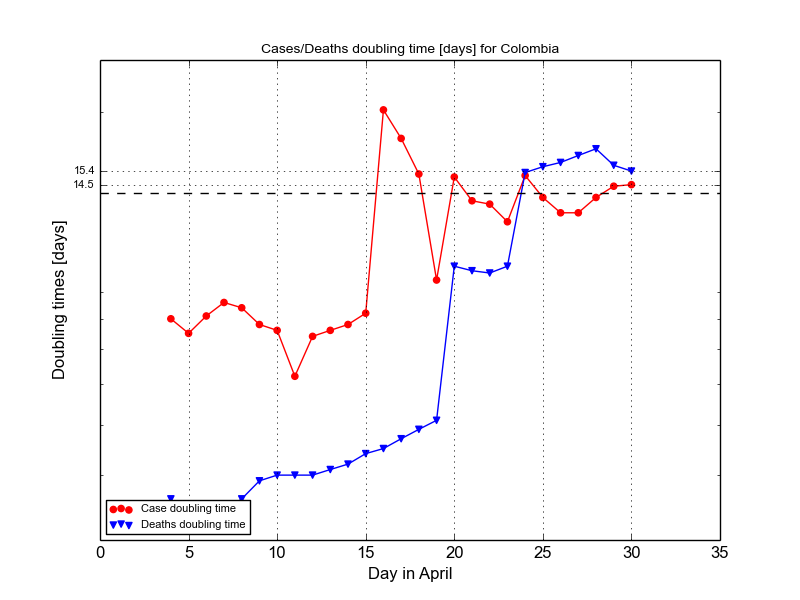 Cases/Deaths doubling time [days] for Colombia
15.4
14.5
Doubling times [days]
Case doubling time
Deaths doubling time
0 5 10 15 20 25 30 35
Day in April